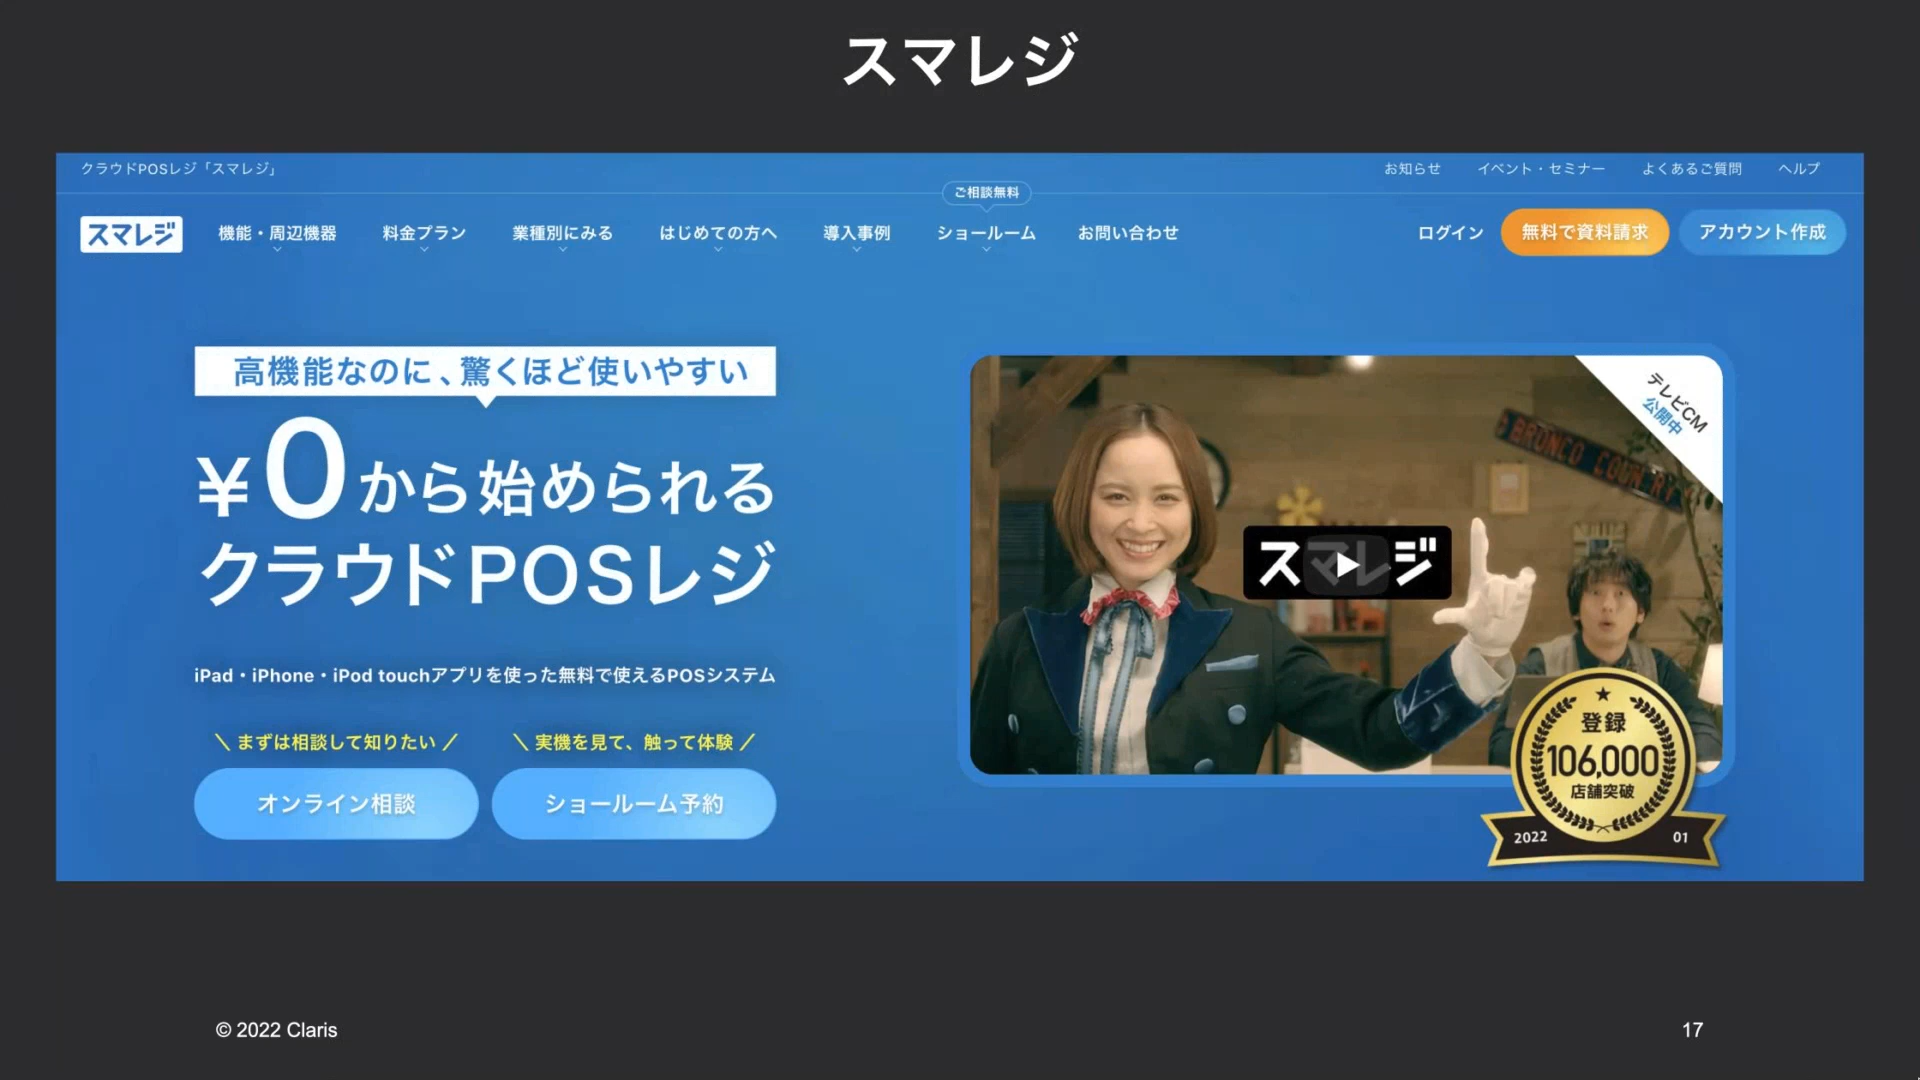 スマレジ
クラウドPOSレジ「スマレジ」
お知らせ
イベント・セミナー
よくあるご質問
ヘルプ
ご相談無料
スマレジ
機能・周辺機器
料金プラン
業種別にみる
はじめての方へ
導入事例
ショールーム
お問い合わせ
ログイン
無料で資料請求
アカウント作成
高機能なのに、驚くほど使いやすい
¥0から始められる
クラウドPOSレジ
iPad・iPhone・iPod touchアプリを使った無料で使えるPOSシステム
\ まずは相談して知りたい /
\ 実機を見て、触って体験 /
オンライン相談
ショールーム予約
テレビCM
公開中
BRONCO COUNTRY
スマレジ
登録
106,000
店舗突破
2022
01
© 2022 Claris
17